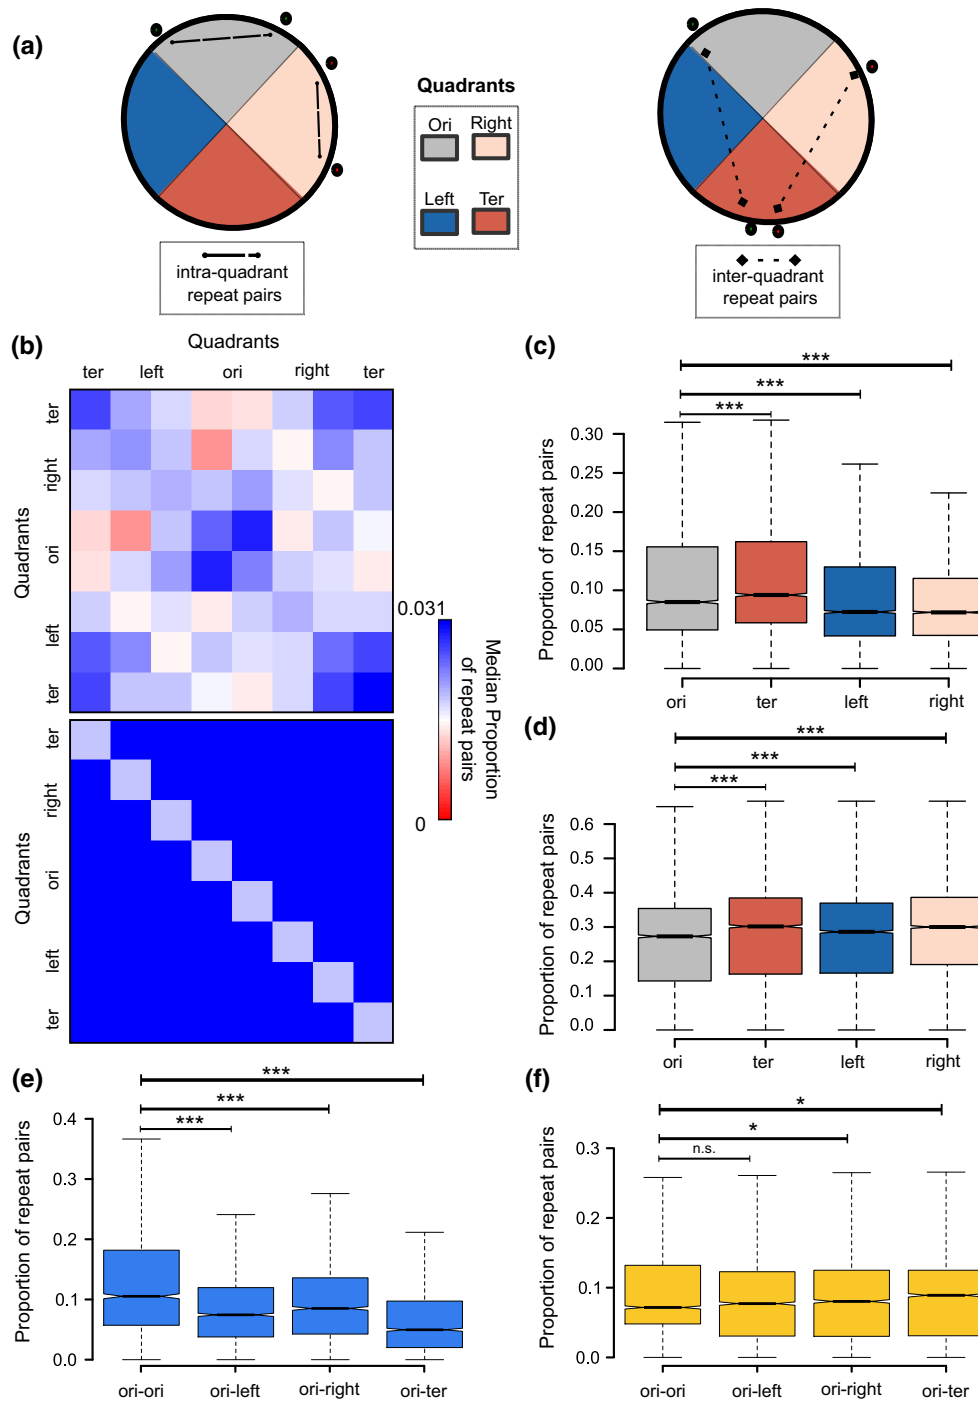 (a)
Quadrants
Ori Right
Left Ter
intra-quadrant
repeat pairs
inter-quadrant
repeat pairs
(b)
Quadrants
ter left ori right ter
ter
right
ori
left
ter
Quadrants
0.031
0
Median Proportion
of repeat pairs
ter
right
ori
left
ter
Quadrants
(c)
***
***
***
Proportion of repeat pairs
0.30
0.20
0.15
0.10
0.05
0.00
ori ter left right
(d)
***
***
***
Proportion of repeat pairs
0.6
0.5
0.4
0.3
0.2
0.1
0.0
ori ter left right
(e)
***
***
***
Proportion of repeat pairs
0.4
0.3
0.2
0.1
0.0
ori-ori ori-left ori-right ori-ter
(f)
*
*
n.s.
Proportion of repeat pairs
0.3
0.2
0.1
0.0
ori-ori ori-left ori-right ori-ter